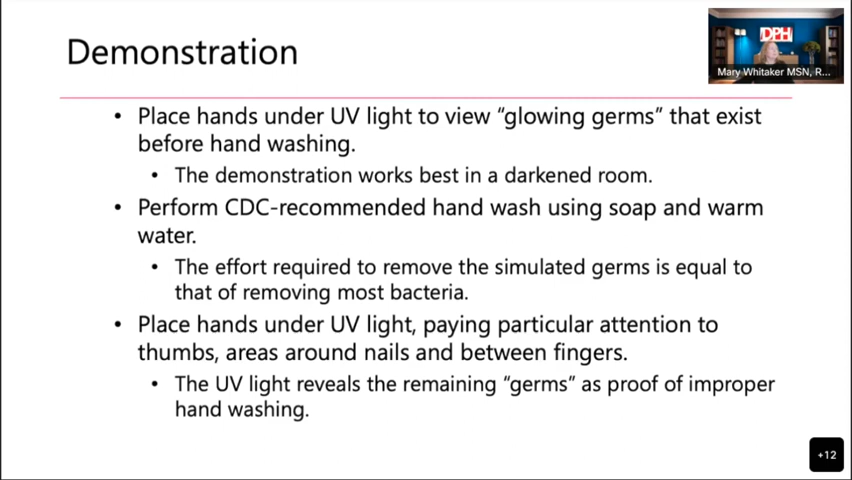 Demonstration
DPH
Mary Whitaker MSN, R...
• Place hands under UV light to view “glowing germs” that exist
before hand washing.
• The demonstration works best in a darkened room.
• Perform CDC-recommended hand wash using soap and warm
water.
• The effort required to remove the simulated germs is equal to
that of removing most bacteria.
• Place hands under UV light, paying particular attention to
thumbs, areas around nails and between fingers.
• The UV light reveals the remaining “germs” as proof of improper
hand washing.
+12